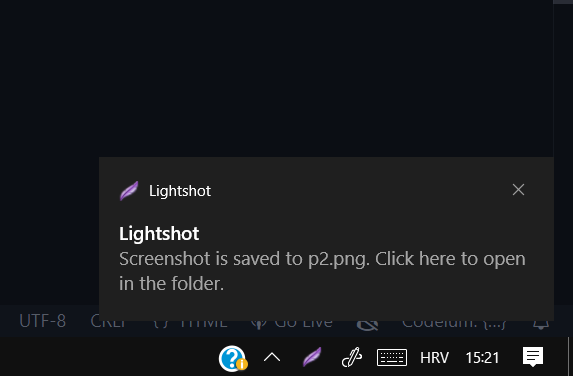 Lightshot
Lightshot
Screenshot is saved to p2.png. Click here to open
in the folder.
UTF-8 CRLF { } HTML Go Live Codeium: {...}
HRV 15:21